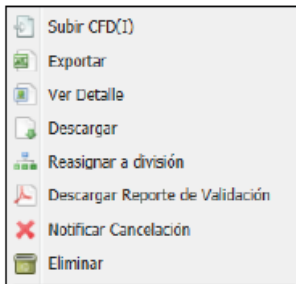 Subir CFD(I)
Exportar
Ver Detalle
Descargar
Reasignar a división
Descargar Reporte de Validación
Notificar Cancelación
Eliminar